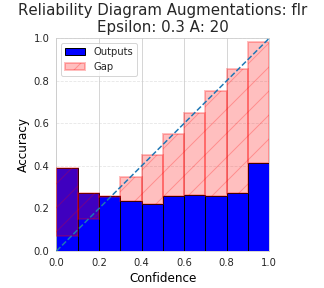 Reliability Diagram Augmentations: flr
Epsilon: 0.3 A: 20
Outputs
Gap
Accuracy
1.0
0.8
0.6
0.4
0.2
0.0
0.0 0.2 0.4 0.6 0.8 1.0
Confidence